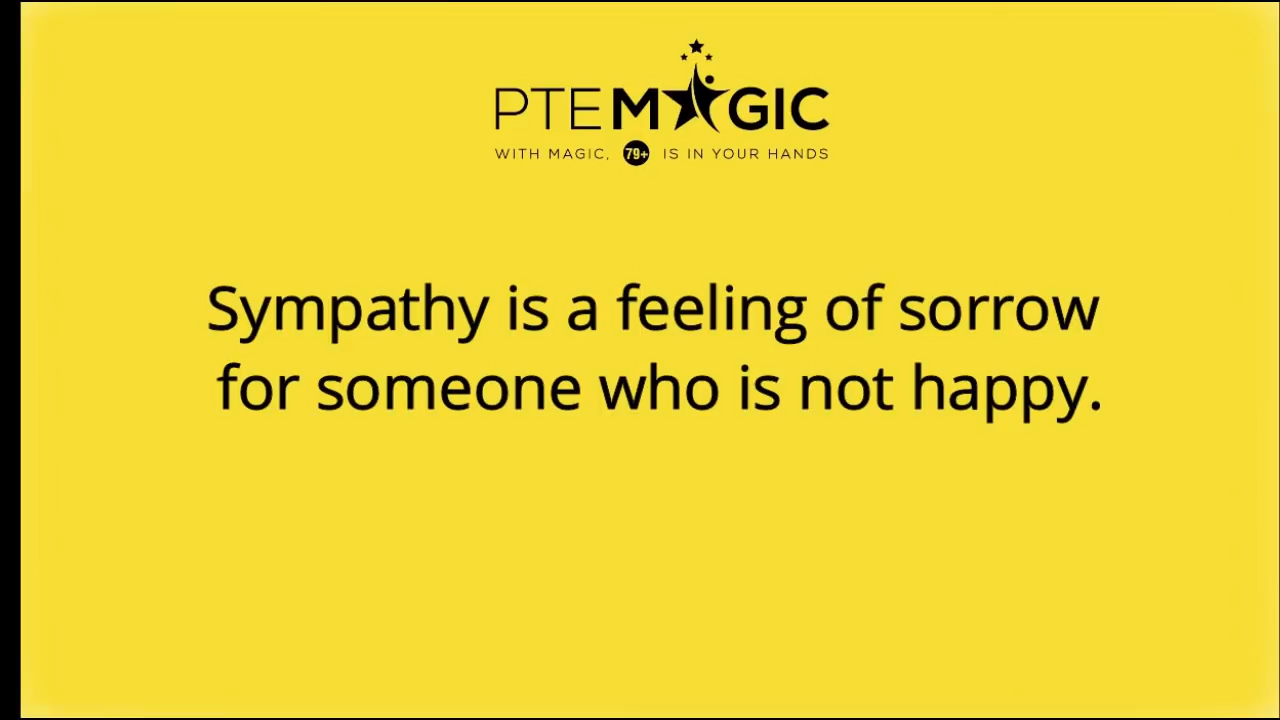 PTEMAGIC
WITH MAGIC, 79+ IS IN YOUR HANDS
Sympathy is a feeling of sorrow
for someone who is not happy.